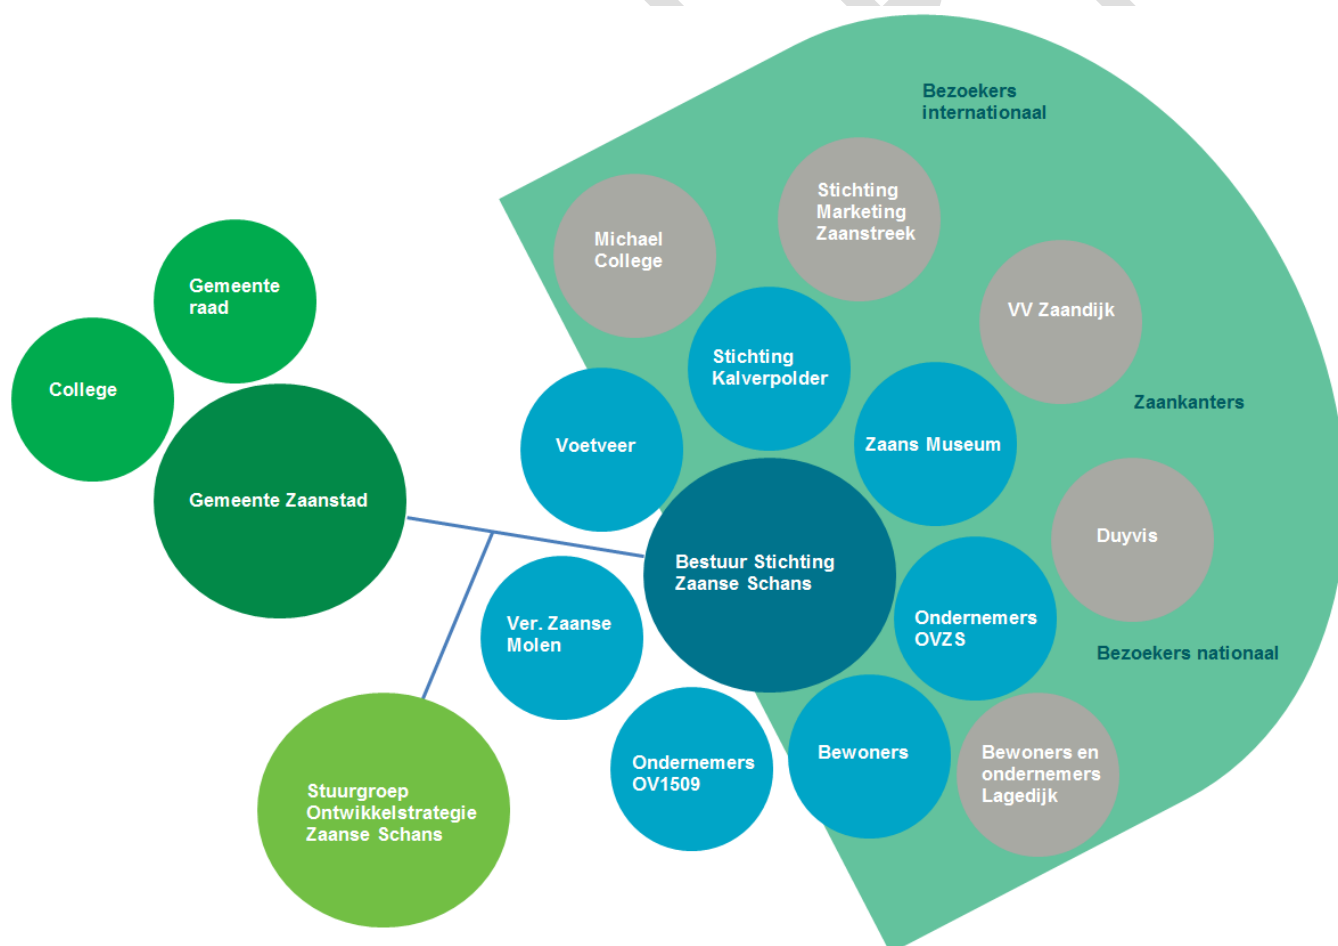 Bezoekers
internationaal
Stichting
Marketing
Zaanstreek
Michael
College
Gemeente
raad
VV Zaandijk
Stichting
Kalverpolder
College
Zaankanters
Voetveer
Zaans Museum
Gemeente Zaanstad
Duyvis
Bestuur Stichting
Zaanse Schans
Ver. Zaanse
Molen
Ondernemers
OVZS
Bezoekers nationaal
Ondernemers
OV1509
Bewoners
Bewoners en
ondernemers
Lagedijk
Stuurgroep
Ontwikkelstrategie
Zaanse Schans